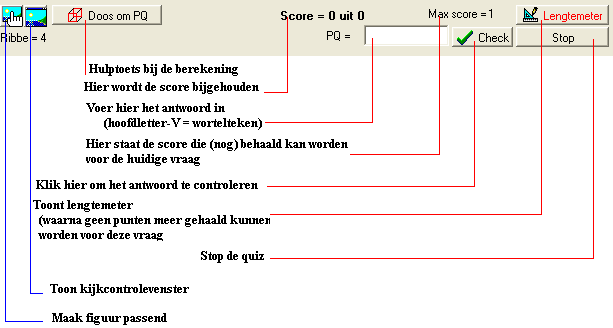 Doos om PQ
Score = 0 uit 0
Max score = 1
Lengtemeter
Ribbe = 4
PQ =
Check
Stop
Hulptoets bij de berekening
Hier wordt de score bijgehouden
Voer hier het antwoord in
(hoofdletter-V = wortelteken)
Hier staat de score die (nog) behaald kan worden
voor de huidige vraag
Klik hier om het antwoord te controleren
Toont lengtemeter
(waarna geen punten meer gehaald kunnen
worden voor deze vraag
Stop de quiz
Toon kijkcontrolevenster
Maak figuur passend